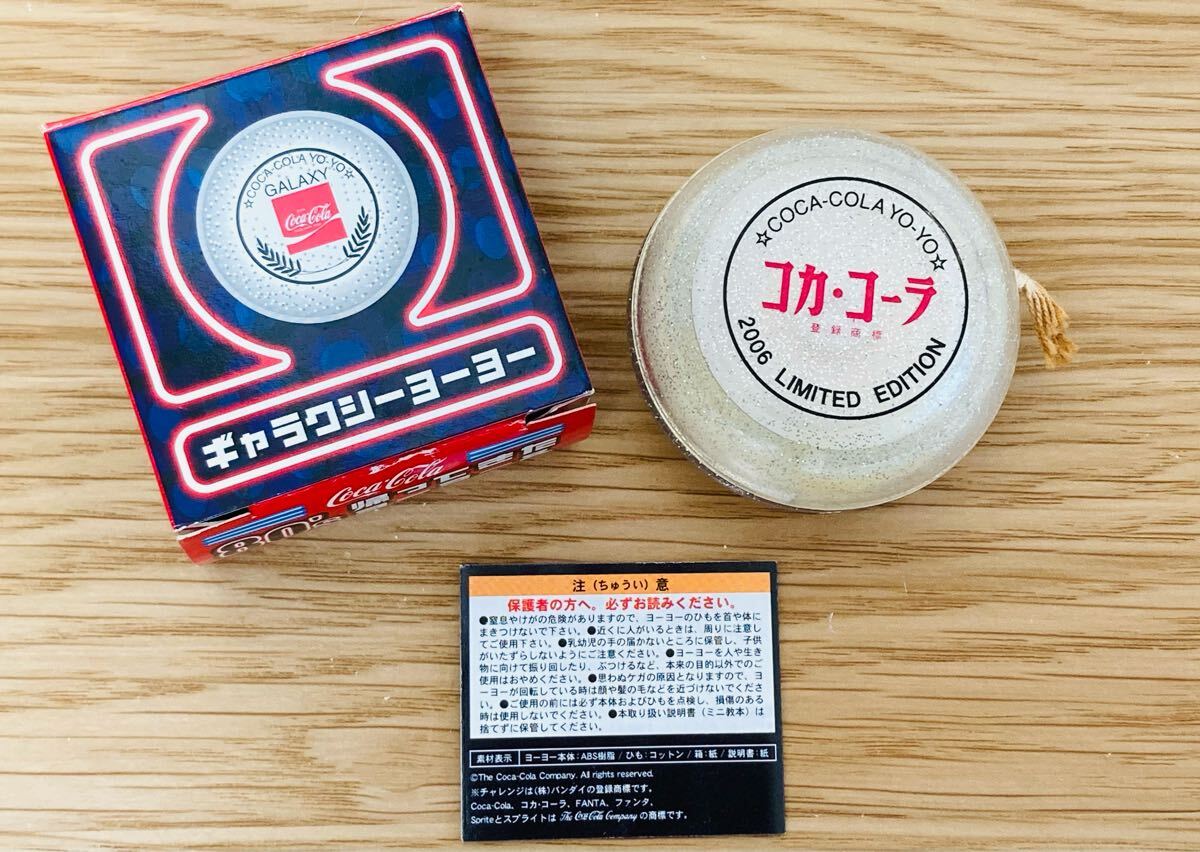 ☆COCA-COLA YO-YO☆
GALAXY
Coca-Cola
ギャラクシーヨーヨー
Coca-Cola
☆COCA-COLA YO-YO☆
コカ・コーラ
登録商標
2006 LIMITED EDITION
注(ちゅうい)意
保護者の方へ。必ずお読みください。
●窒息やけがの危険がありますので、ヨーヨーのひもを首や体に
まきつけないで下さい。●近くに人がいるときは、周りに注意し
てご使用下さい。●乳幼児の手の届かないところに保管し、子供
がいたずらしないようにご注意ください。●ヨーヨーを人や生き
物に向けて振り回したり、ぶつけるなど、本来の目的以外でのご
使用はおやめください。●思わぬケガの原因となりますので、ヨ
ーヨーが回転している時は顔や髪の毛などを近づけないでくださ
い。●ご使用の前には必ず本体およびひもを点検し、損傷のある
時は使用しないでください。●本取り扱い説明書(ミニ教本)は
捨てずに保管してください。
素材表示 ヨーヨー本体:ABS樹脂 / ひも:コットン / 箱:紙 / 説明書:紙
©The Coca-Cola Company. All rights reserved.
※チャレンジは(株)バンダイの登録商標です。
Coca-Cola、コカ・コーラ、FANTA、ファンタ、
Spriteとスプライトは The Coca-Cola Company の商標です。